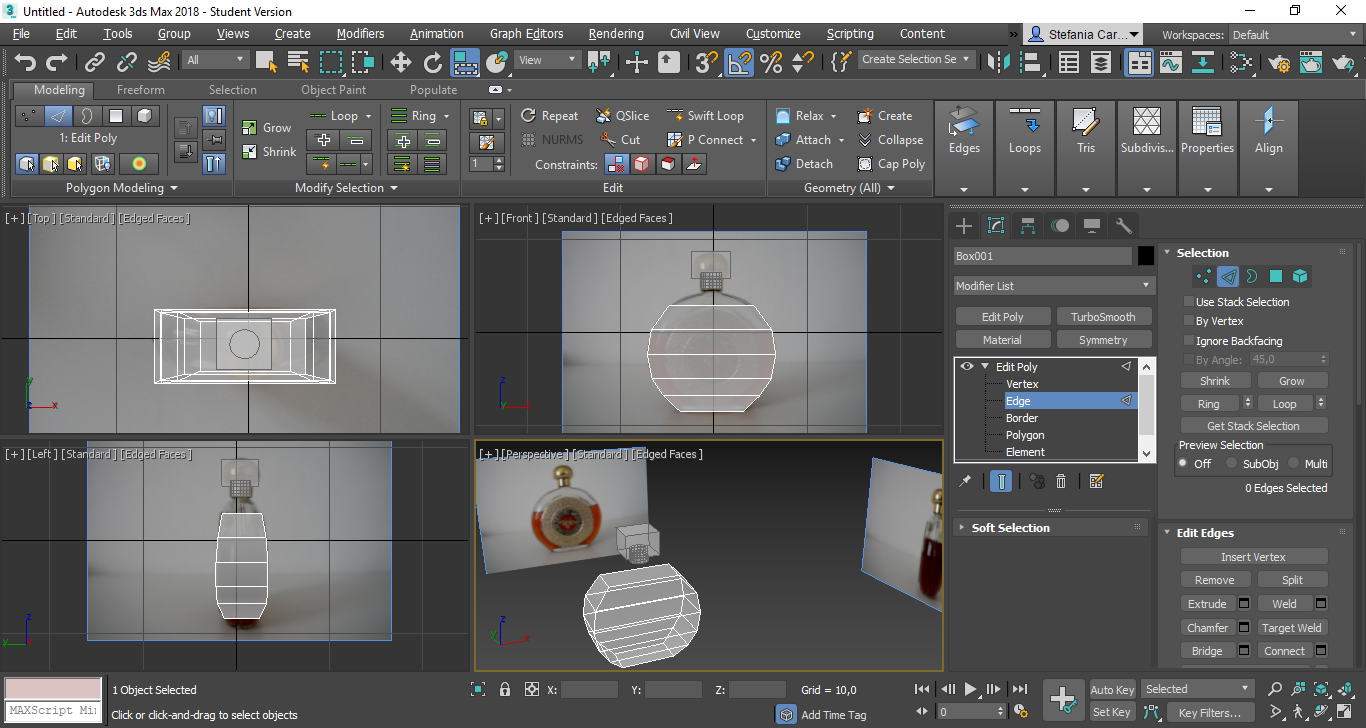 Untitled - Autodesk 3ds Max 2018 - Student Version
File Edit Tools Group Views Create Modifiers Animation Graph Editors Rendering Civil View Customize Scripting Content » Stefania Car... Workspaces: Default
All View Create Selection Se
Modeling Freeform Selection Object Paint Populate
1: Edit Poly
Polygon Modeling
Grow
Shrink
Loop Ring
Modify Selection
1
Repeat QSlice Swift Loop
NURMS Cut P Connect
Constraints:
Edit
Relax Create
Attach Collapse
Detach Cap Poly
Geometry (All)
Edges Loops Tris Subdivis... Properties Align
[+] [Top] [Standard] [Edged Faces]
[+] [Front] [Standard] [Edged Faces]
[+] [Left] [Standard] [Edged Faces]
[+] [Perspective] [Standard] [Edged Faces]
y x
z y
z y
z y x
Box001
Modifier List
Edit Poly TurboSmooth
Material Symmetry
Edit Poly
Vertex
Edge
Border
Polygon
Element
Soft Selection
Selection
Use Stack Selection
By Vertex
Ignore Backfacing
By Angle: 45,0
Shrink Grow
Ring Loop
Get Stack Selection
Preview Selection
Off SubObj Multi
0 Edges Selected
Edit Edges
Insert Vertex
Remove Split
Extrude Weld
Chamfer Target Weld
Bridge Connect
MAXScript Mi
1 Object Selected
Click or click-and-drag to select objects
X: Y: Z: Grid = 10,0
Add Time Tag
0
Auto Key Selected
Set Key Key Filters...